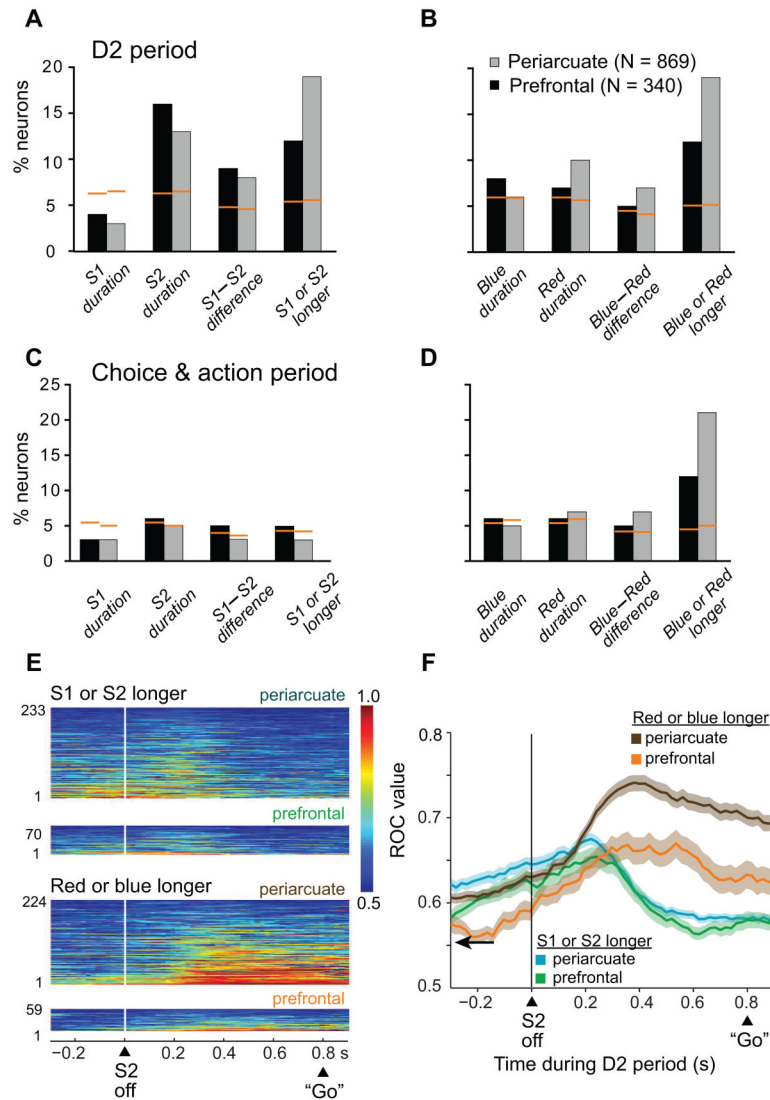 A
D2 period
20
15
10
5
0
% neurons
S1 duration
S2 duration
S1–S2 difference
S1 or S2 longer
B
Periarcuate (N = 869)
Prefrontal (N = 340)
% neurons
Blue duration
Red duration
Blue–Red difference
Blue or Red longer
C
Choice & action period
25
20
15
10
5
0
% neurons
S1 duration
S2 duration
S1–S2 difference
S1 or S2 longer
D
Blue duration
Red duration
Blue–Red difference
Blue or Red longer
E
S1 or S2 longer
periarcuate
233
1
1.0
0.5
prefrontal
70
1
Red or blue longer
periarcuate
224
1
prefrontal
59
1
−0.2 0 0.2 0.4 0.6 0.8 s
S2 off
“Go”
F
0.8
0.7
0.6
0.5
ROC value
Red or blue longer
periarcuate
prefrontal
S1 or S2 longer
periarcuate
prefrontal
−0.2 0 0.2 0.4 0.6 0.8
S2 off
“Go”
Time during D2 period (s)